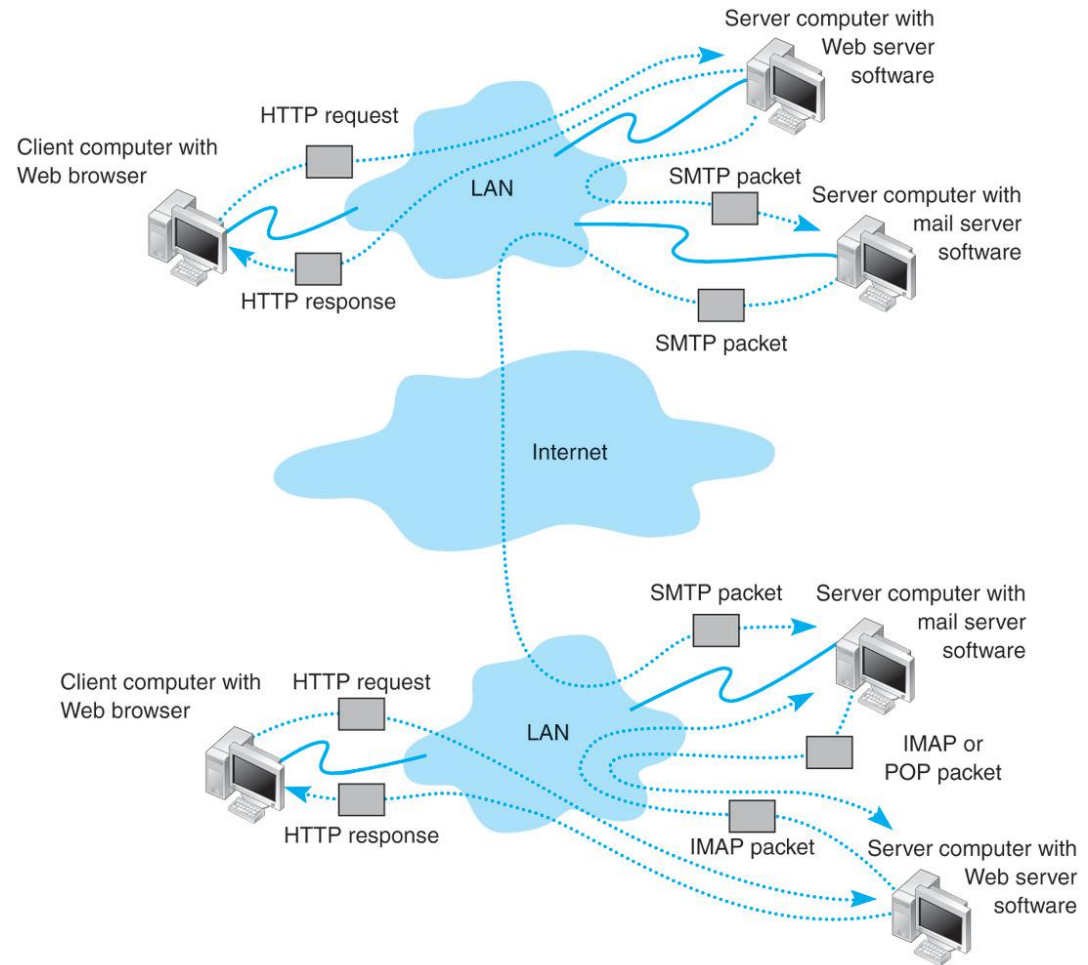 Server computer with
Web server
software
HTTP request
Client computer with
Web browser
LAN
SMTP packet
Server computer with
mail server
software
HTTP response
SMTP packet
Internet
SMTP packet
Server computer with
mail server
software
Client computer with
Web browser
HTTP request
LAN
IMAP or
POP packet
HTTP response
IMAP packet
Server computer with
Web server
software